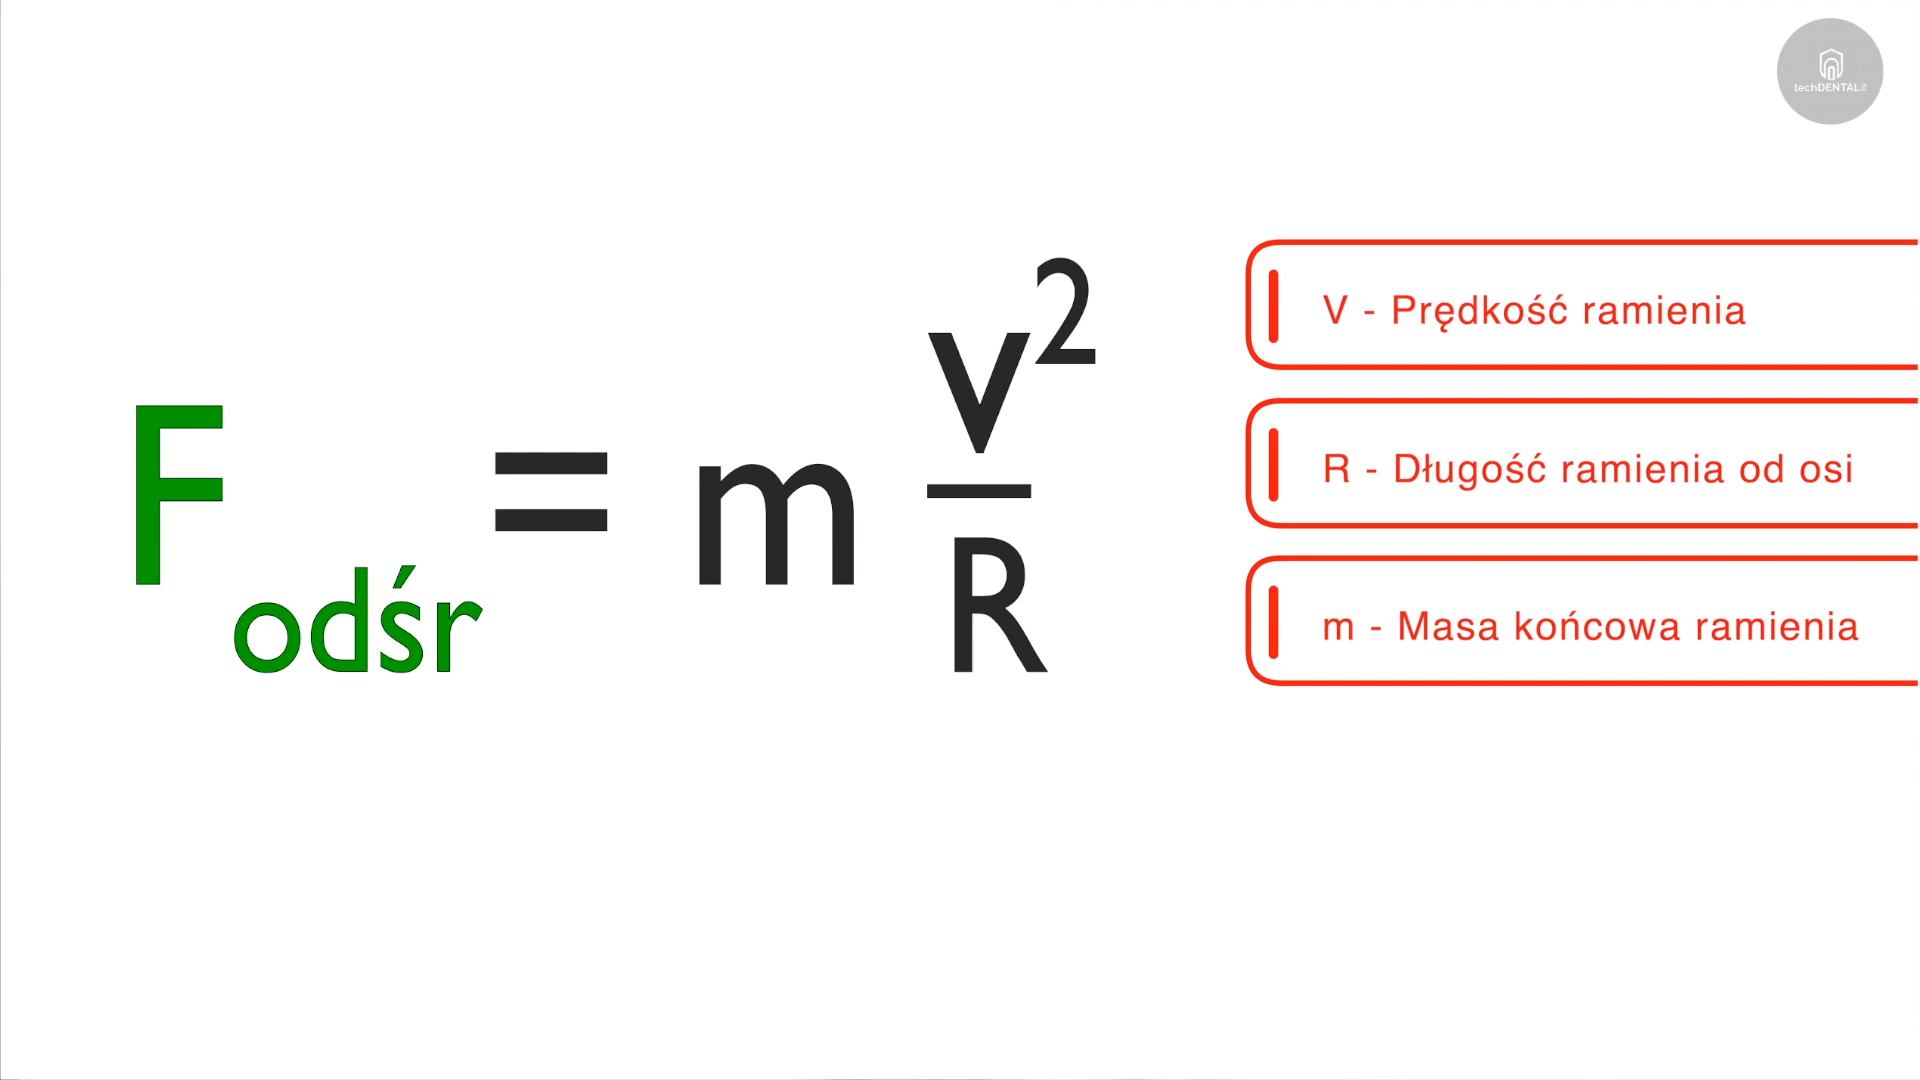 techDENTAL
F odśr = m v² / R
V - Prędkość ramienia
R - Długość ramienia od osi
m - Masa końcowa ramienia